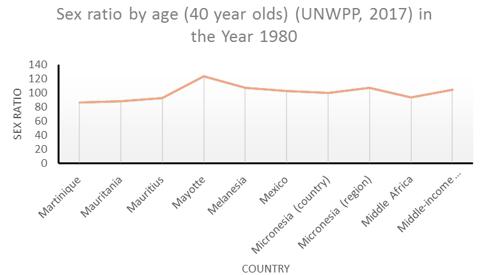 Sex ratio by age (40 year olds) (UNWPP, 2017) in
the Year 1980
140
120
100
80
60
40
20
0
SEX RATIO
Martinique
Mauritania
Mauritius
Mayotte
Melanesia
Mexico
Micronesia (country)
Micronesia (region)
Middle Africa
Middle-income...
COUNTRY